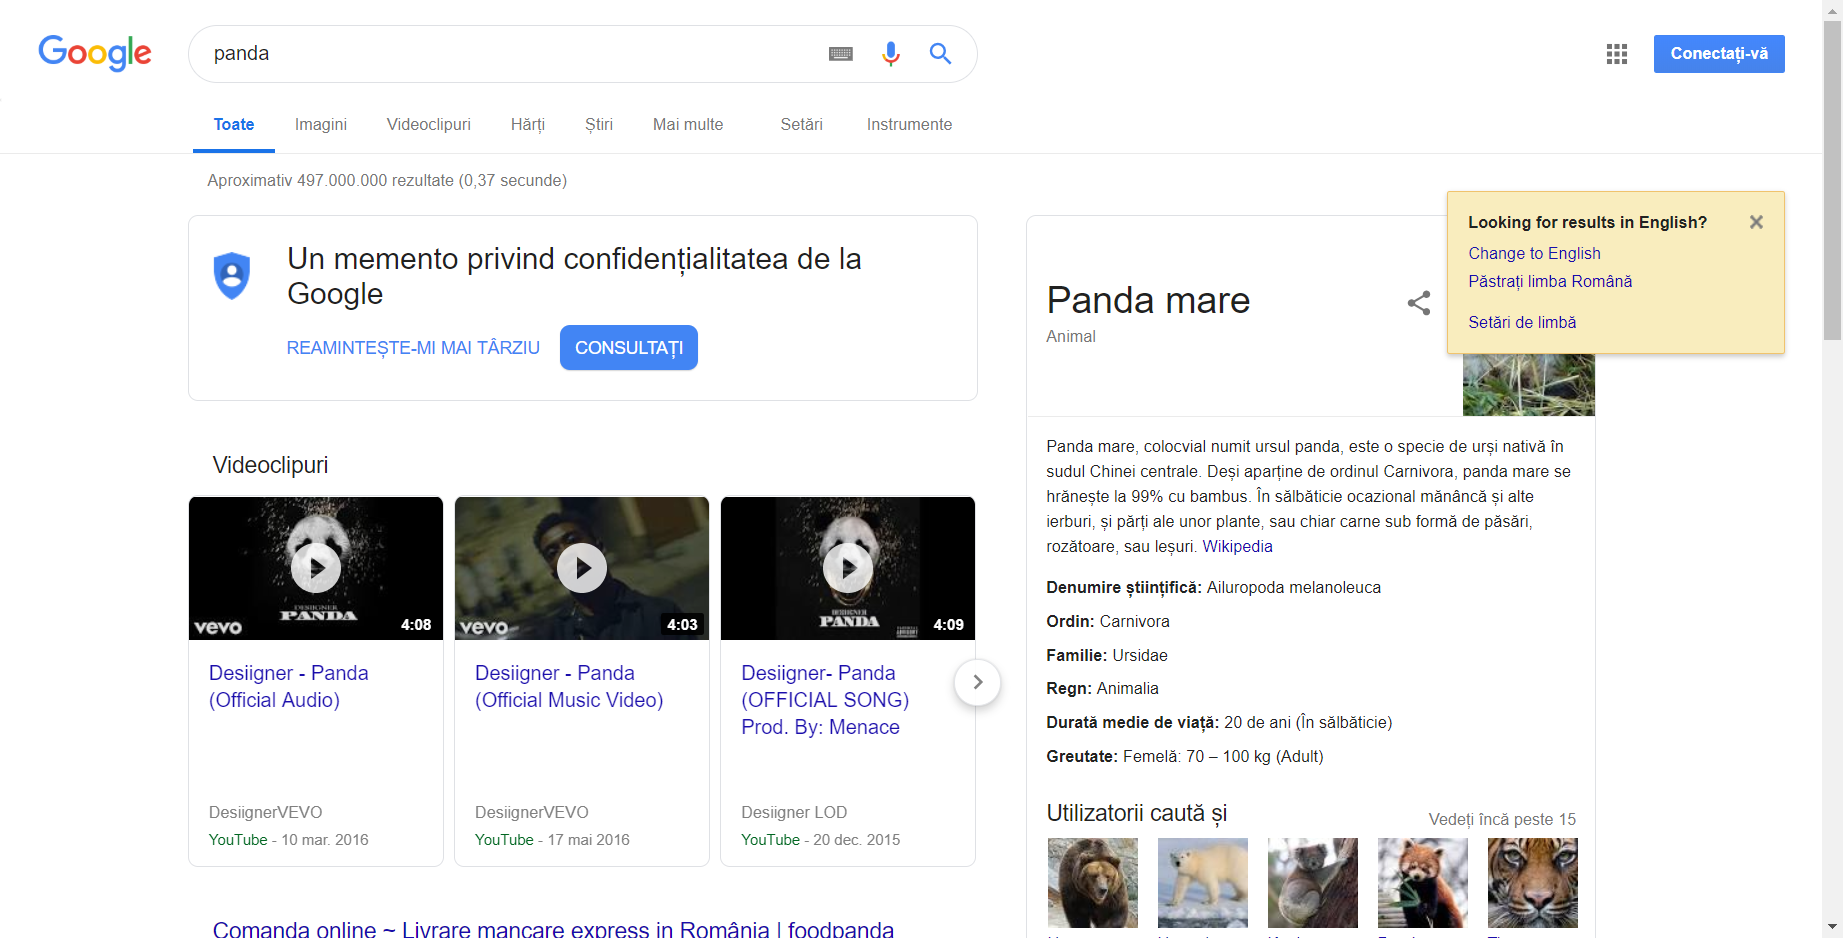 Google
panda
Conectați-vă
Toate Imagini Videoclipuri Hărți Știri Mai multe Setări Instrumente
Aproximativ 497.000.000 rezultate (0,37 secunde)
Un memento privind confidențialitatea de la
Google
REAMINTEȘTE-MI MAI TÂRZIU CONSULTAȚI
Videoclipuri
DESIIGNER
PANDA
vevo 4:08
Desiigner - Panda
(Official Audio)
DesiignerVEVO
YouTube - 10 mar. 2016
vevo 4:03
Desiigner - Panda
(Official Music Video)
DesiignerVEVO
YouTube - 17 mai 2016
DESIIGNER
PANDA
4:09
Desiigner- Panda
(OFFICIAL SONG)
Prod. By: Menace
Desiigner LOD
YouTube - 20 dec. 2015
Comanda online ~ Livrare mancare express in România | foodpanda
Looking for results in English?
Change to English
Păstrați limba Română
Setări de limbă
Panda mare
Animal
Panda mare, colocvial numit ursul panda, este o specie de urși nativă în
sudul Chinei centrale. Deși aparține de ordinul Carnivora, panda mare se
hrănește la 99% cu bambus. În sălbăticie ocazional mănâncă și alte
ierburi, și părți ale unor plante, sau chiar carne sub formă de păsări,
rozătoare, sau leșuri. Wikipedia
Denumire științifică: Ailuropoda melanoleuca
Ordin: Carnivora
Familie: Ursidae
Regn: Animalia
Durată medie de viață: 20 de ani (În sălbăticie)
Greutate: Femelă: 70 – 100 kg (Adult)
Utilizatorii caută și
Vedeți încă peste 15